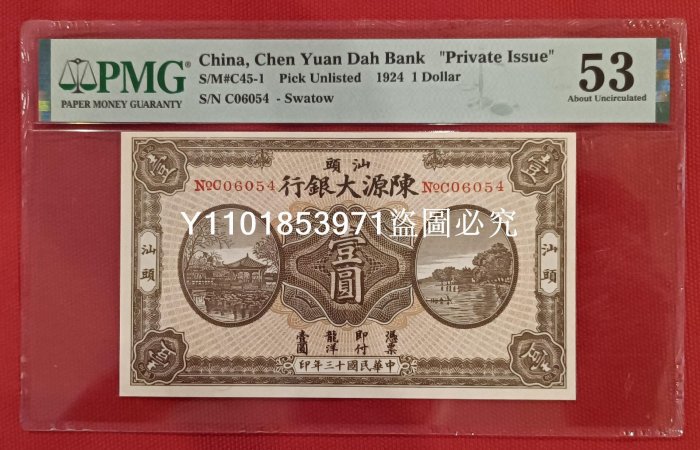 PMG
PAPER MONEY GUARANTY
China, Chen Yuan Dah Bank "Private Issue"
S/M#C45-1 Pick Unlisted 1924 1 Dollar
S/N C06054 - Swatow
53
About Uncirculated
壹
頭汕
壹
NoC06054
行銀大源陳
NoC06054
Y1101853971盜圖必究
汕頭
壹圓
汕頭
憑票
即付
龍洋
壹圓
印年三十國民華中